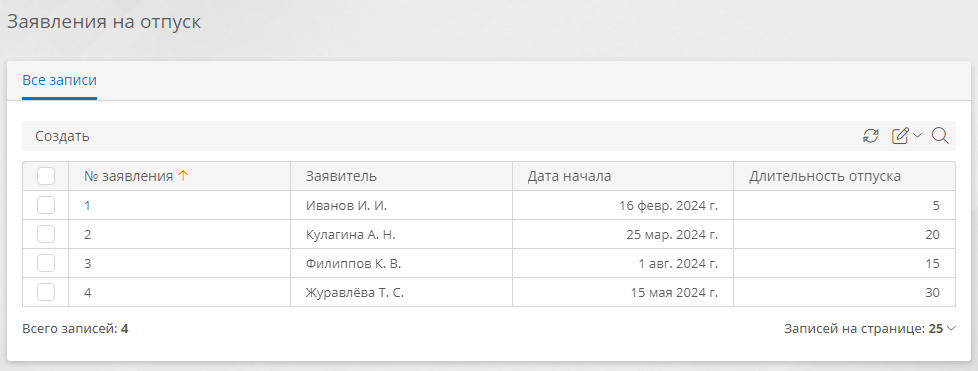 Заявления на отпуск
Все записи
Создать
№ заявления Заявитель Дата начала Длительность отпуска
1 Иванов И. И. 16 февр. 2024 г. 5
2 Кулагина А. Н. 25 мар. 2024 г. 20
3 Филиппов К. В. 1 авг. 2024 г. 15
4 Журавлёва Т. С. 15 мая 2024 г. 30
Всего записей: 4 Записей на странице: 25